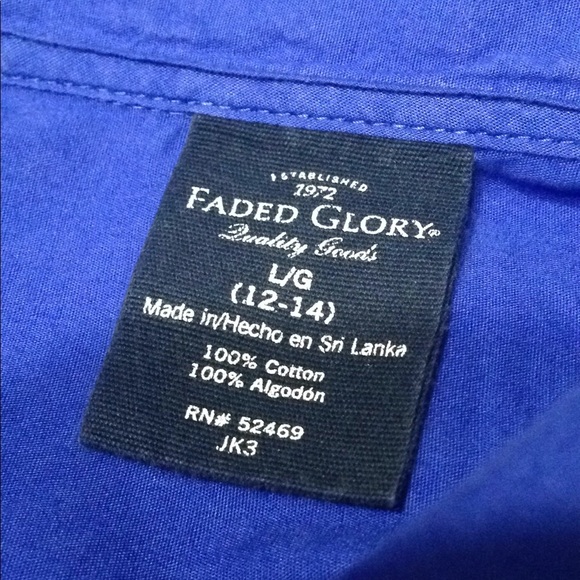 ESTABLISHED
1972
FADED GLORY®
Quality Goods
L/G
(12-14)
Made in/Hecho en Sri Lanka
100% Cotton
100% Algodón
RN# 52469
JK3